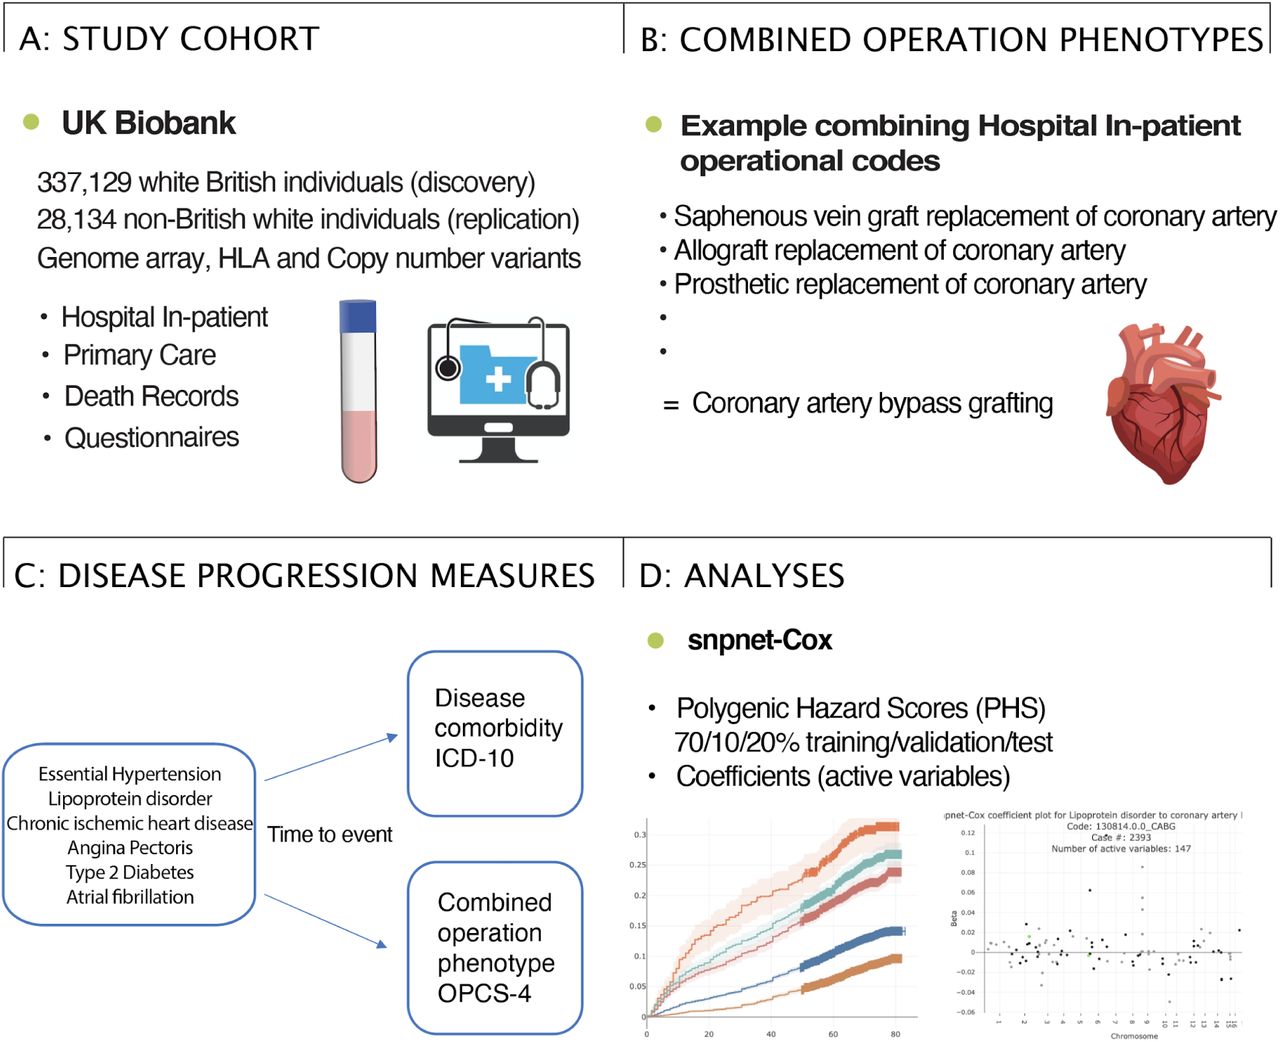 A: STUDY COHORT
UK Biobank
337,129 white British individuals (discovery)
28,134 non-British white individuals (replication)
Genome array, HLA and Copy number variants
• Hospital In-patient
• Primary Care
• Death Records
• Questionnaires
B: COMBINED OPERATION PHENOTYPES
Example combining Hospital In-patient
operational codes
• Saphenous vein graft replacement of coronary artery
• Allograft replacement of coronary artery
• Prosthetic replacement of coronary artery
•
•
= Coronary artery bypass grafting
C: DISEASE PROGRESSION MEASURES
Essential Hypertension
Lipoprotein disorder
Chronic ischemic heart disease
Angina Pectoris
Type 2 Diabetes
Atrial fibrillation
Time to event
Disease
comorbidity
ICD-10
Combined
operation
phenotype
OPCS-4
D: ANALYSES
snpnet-Cox
• Polygenic Hazard Scores (PHS)
70/10/20% training/validation/test
• Coefficients (active variables)
0.3
0.25
0.2
0.15
0.1
0.05
0
0 20 40 60 80
pnet-Cox coefficient plot for Lipoprotein disorder to coronary artery
Code: 130814.0.0_CABG
Case #: 2393
Number of active variables: 147
0.12
0.1
0.08
0.06
0.04
0.02
0
−0.02
−0.04
−0.06
Beta
1 2 3 4 5 6 7 8 9 10 11 12 13 14 15 16
Chromosome